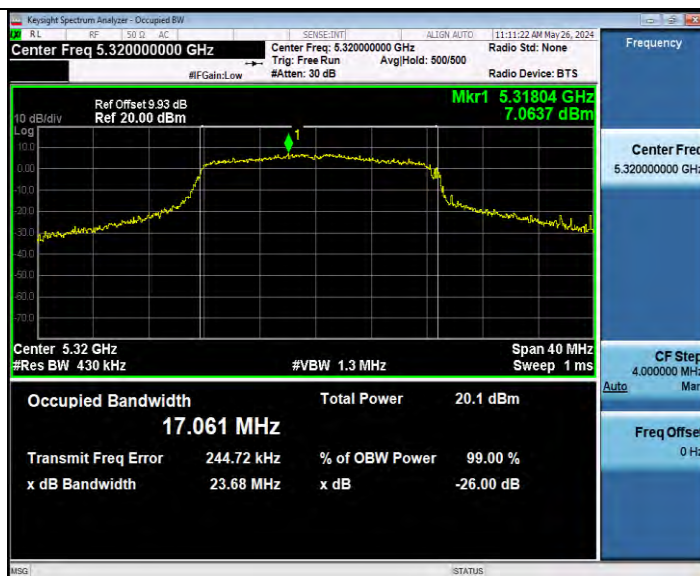 Keysight Spectrum Analyzer - Occupied BW
RL RF 50 Ω AC SENSE:INT ALIGN AUTO 11:11:22 AM May 26, 2024
Center Freq 5.320000000 GHz
Center Freq: 5.320000000 GHz
Radio Std: None
Trig: Free Run Avg|Hold: 500/500
#IFGain:Low #Atten: 30 dB Radio Device: BTS
Frequency
Ref Offset 9.93 dB
10 dB/div Ref 20.00 dBm
Mkr1 5.31804 GHz
7.0637 dBm
Log
10.0
0.00
-10.0
-20.0
-30.0
-40.0
-50.0
-60.0
-70.0
1
Center Freq
5.320000000 GHz
Center 5.32 GHz Span 40 MHz
#Res BW 430 kHz #VBW 1.3 MHz Sweep 1 ms
CF Step
4.000000 MHz
Auto Man
Occupied Bandwidth Total Power 20.1 dBm
17.061 MHz
Transmit Freq Error 244.72 kHz % of OBW Power 99.00 %
x dB Bandwidth 23.68 MHz x dB -26.00 dB
Freq Offset
0 Hz
MSG STATUS